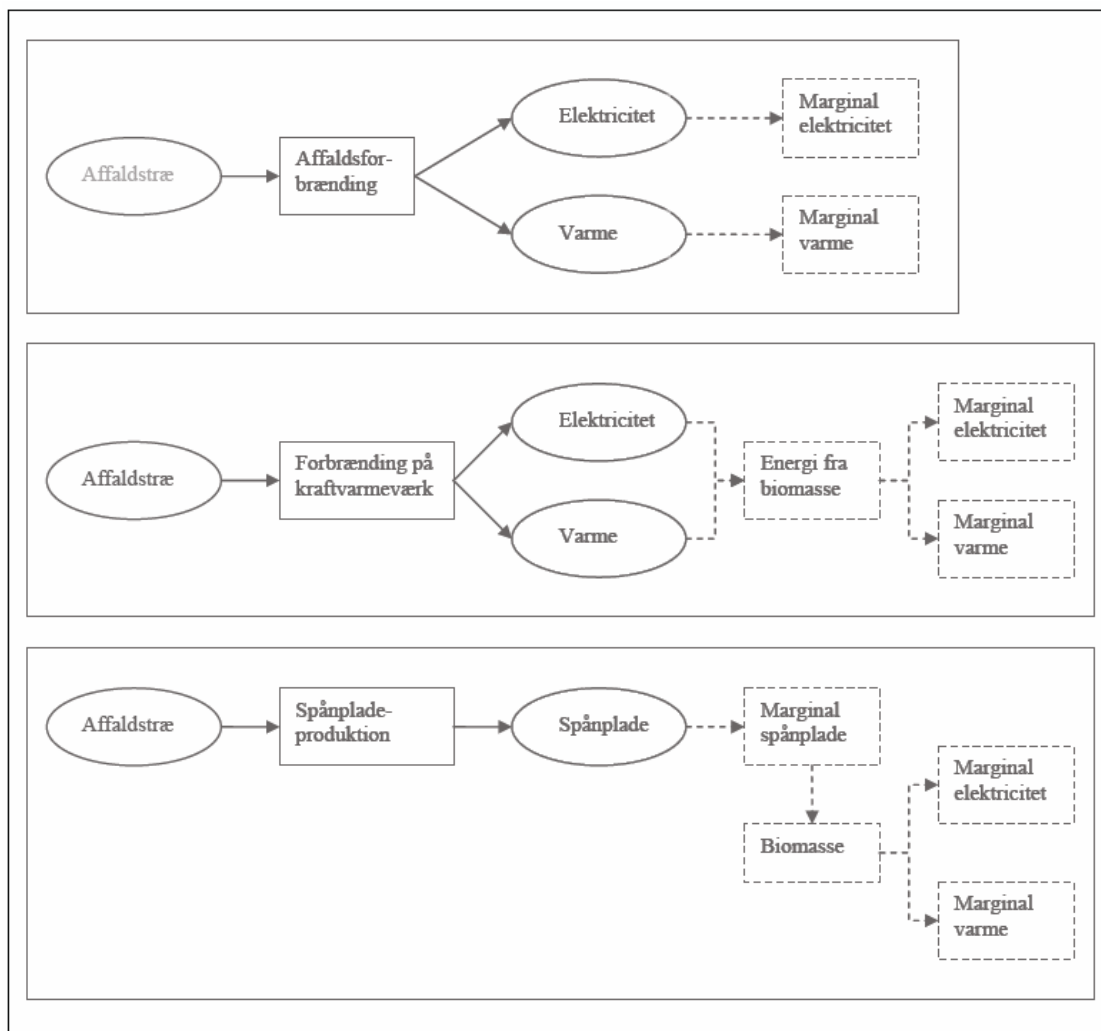 Affaldstræ
Affaldsfor-
brænding
Elektricitet
Varme
Marginal
elektricitet
Marginal
varme
Affaldstræ
Forbrænding på
kraftvarmeværk
Elektricitet
Varme
Energi fra
biomasse
Marginal
elektricitet
Marginal
varme
Affaldstræ
Spånplade-
produktion
Spånplade
Marginal
spånplade
Biomasse
Marginal
elektricitet
Marginal
varme